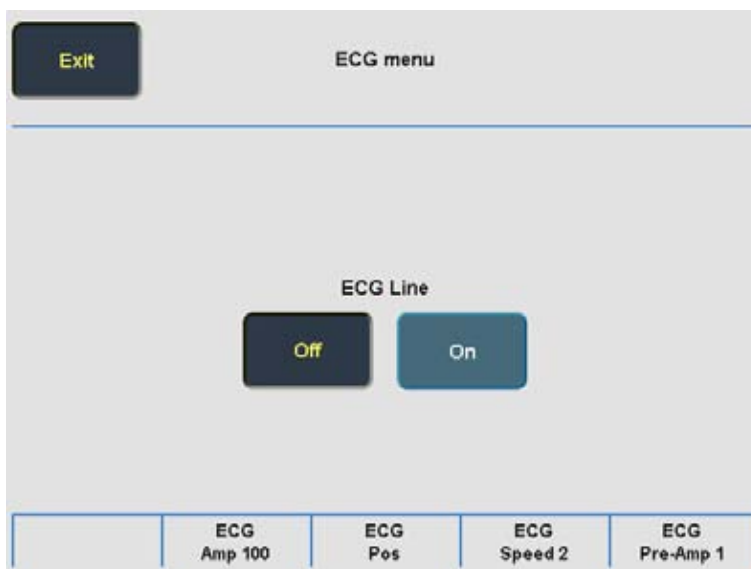 Exit
ECG menu
ECG Line
Off
On
ECG
Amp 100
ECG
Pos
ECG
Speed 2
ECG
Pre-Amp 1